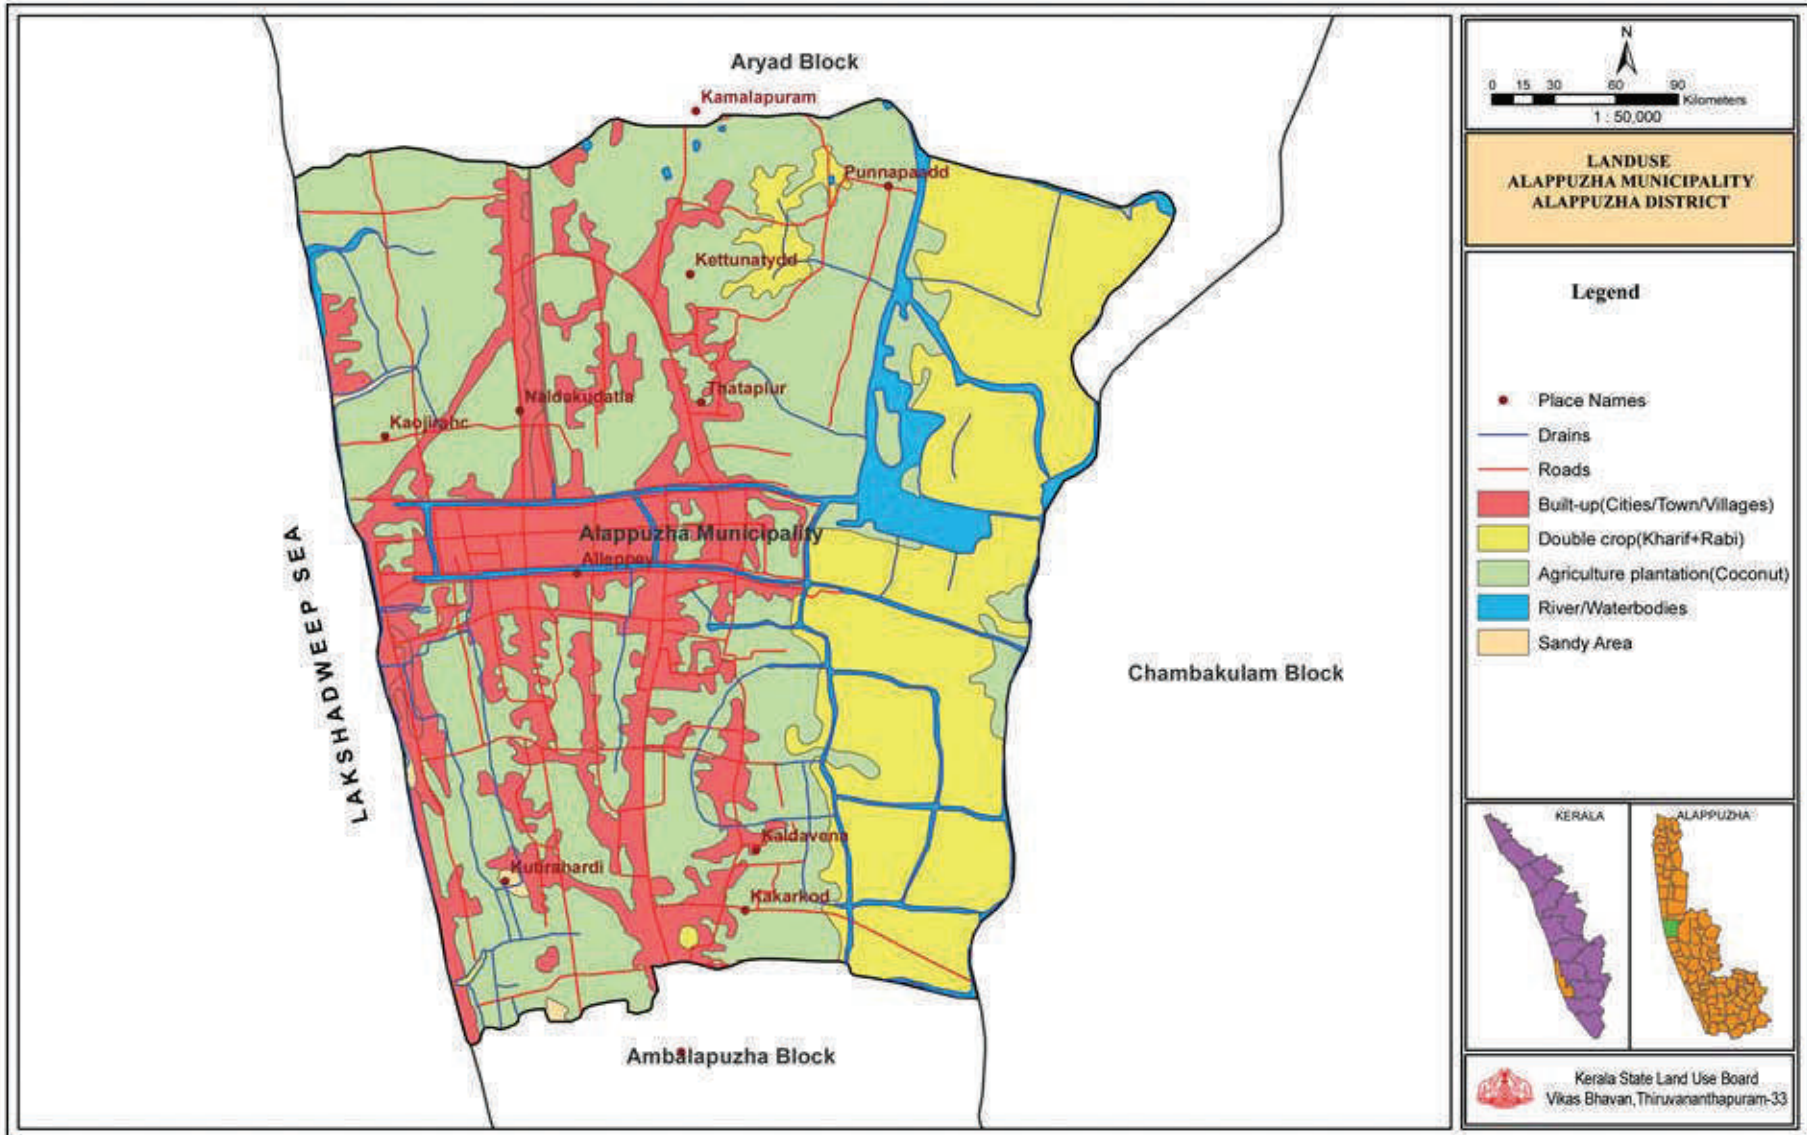 Aryad Block
Kamalapuram
Punnapaadd
Kettunatydd
Thataplur
Naldakudatla
Kaojirahc
Alappuzha Municipality
Alleppey
LAKSHADWEEP SEA
Chambakulam Block
Kaldavena
Kutirahardi
Kakarkod
Ambalapuzha Block
N
0 15 30 60 90
Kilometers
1 : 50,000
LANDUSE
ALAPPUZHA MUNICIPALITY
ALAPPUZHA DISTRICT
Legend
Place Names
Drains
Roads
Built-up(Cities/Town/Villages)
Double crop(Kharif+Rabi)
Agriculture plantation(Coconut)
River/Waterbodies
Sandy Area
KERALA
ALAPPUZHA
Kerala State Land Use Board
Vikas Bhavan,Thiruvananthapuram-33